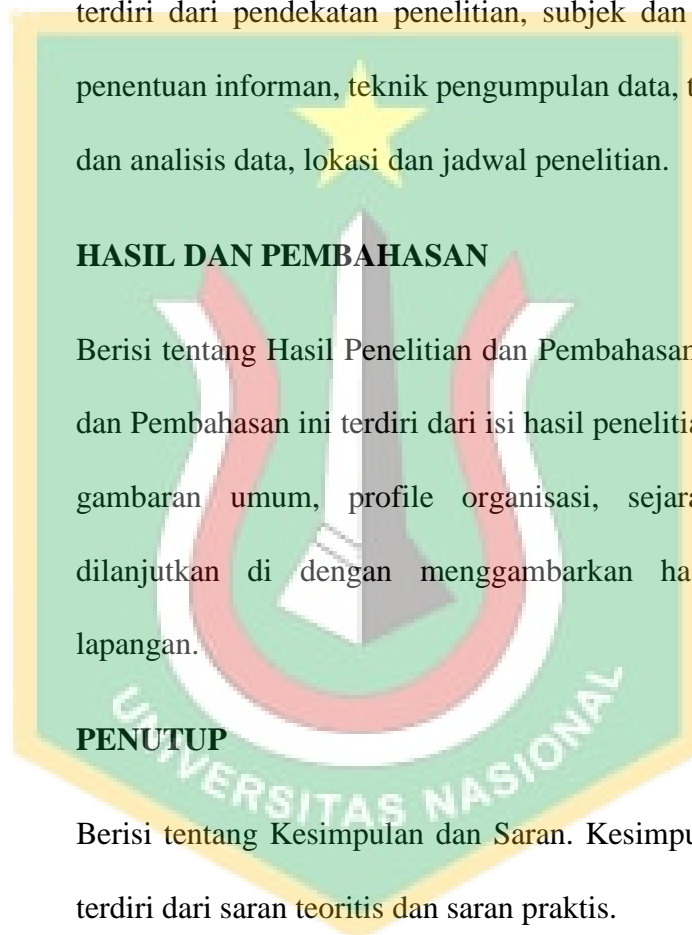 terdiri dari pendekatan penelitian, subjek dan
penentuan informan, teknik pengumpulan data, t
dan analisis data, lokasi dan jadwal penelitian.
HASIL DAN PEMBAHASAN
Berisi tentang Hasil Penelitian dan Pembahasan
dan Pembahasan ini terdiri dari isi hasil penelitia
gambaran umum, profile organisasi, sejara
dilanjutkan di dengan menggambarkan ha
lapangan.
PENUTUP
Berisi tentang Kesimpulan dan Saran. Kesimpu
terdiri dari saran teoritis dan saran praktis.
UNIVERSITAS NASIONAL